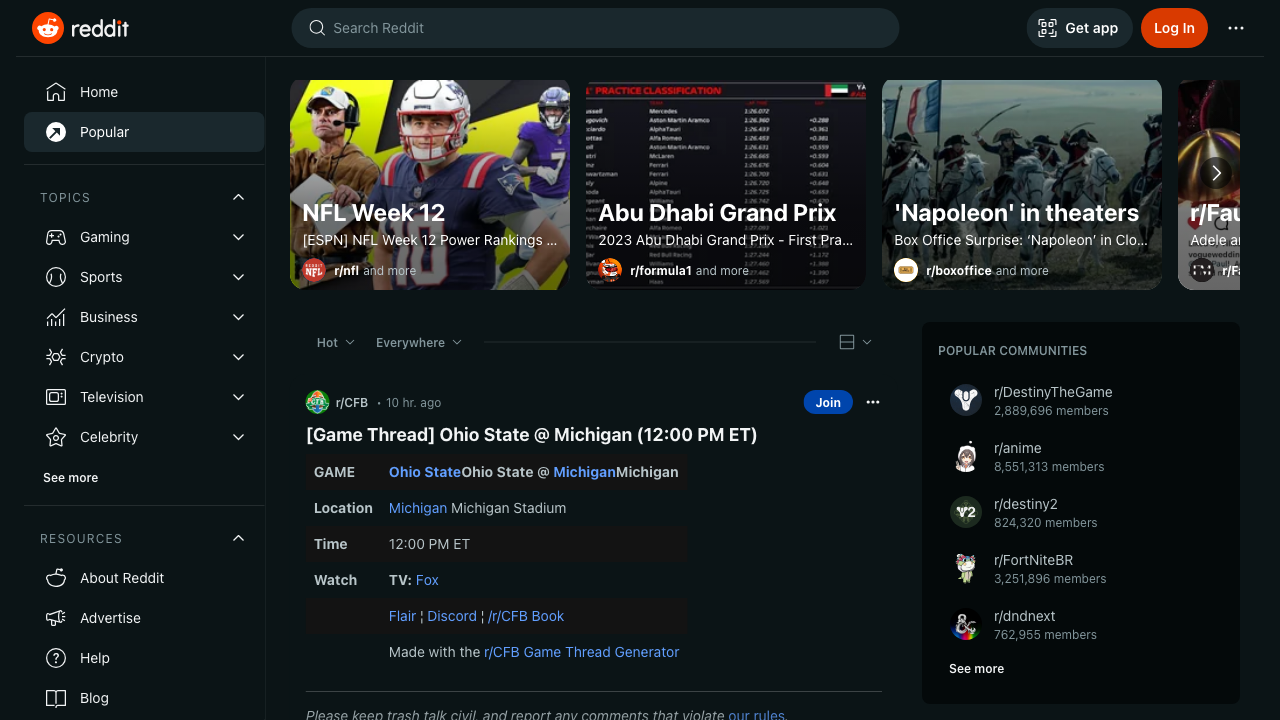 reddit
Search Reddit
Get app
Log In
Home
Popular
TOPICS
Gaming
Sports
Business
Crypto
Television
Celebrity
See more
RESOURCES
About Reddit
Advertise
Help
Blog
NFL Week 12
[ESPN] NFL Week 12 Power Rankings ...
r/nfl and more
PRACTICE CLASSIFICATION
Abu Dhabi Grand Prix
2023 Abu Dhabi Grand Prix - First Pra...
r/formula1 and more
'Napoleon' in theaters
Box Office Surprise: ‘Napoleon’ in Clo...
r/boxoffice and more
r/Fau
Adele a
Hot
Everywhere
r/CFB • 10 hr. ago
Join
[Game Thread] Ohio State @ Michigan (12:00 PM ET)
GAME Ohio StateOhio State @ MichiganMichigan
Location Michigan Michigan Stadium
Time 12:00 PM ET
Watch TV: Fox
Flair ¦ Discord ¦ /r/CFB Book
Made with the r/CFB Game Thread Generator
Please keep trash talk civil, and report any comments that violate our rules.
POPULAR COMMUNITIES
r/DestinyTheGame
2,889,696 members
r/anime
8,551,313 members
r/destiny2
824,320 members
r/FortNiteBR
3,251,896 members
r/dndnext
762,955 members
See more